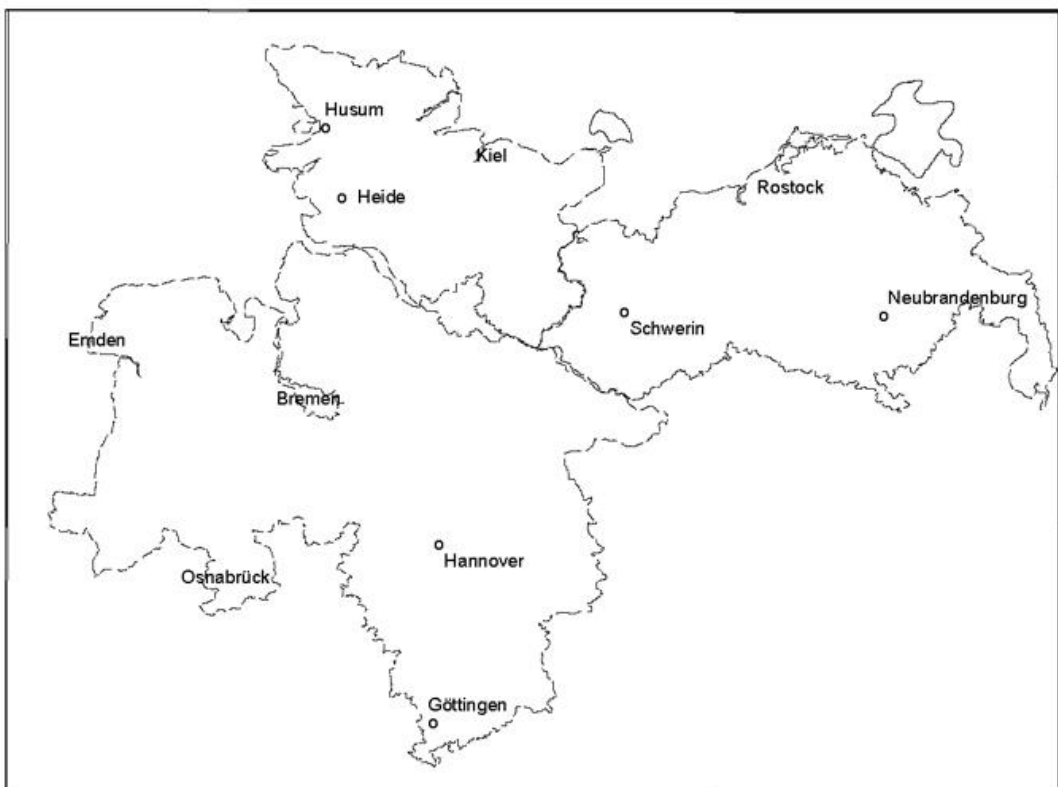 Husum
Kiel
Rostock
Heide
Neubrandenburg
Schwerin
Emden
Bremen
Hannover
Osnabrück
Göttingen